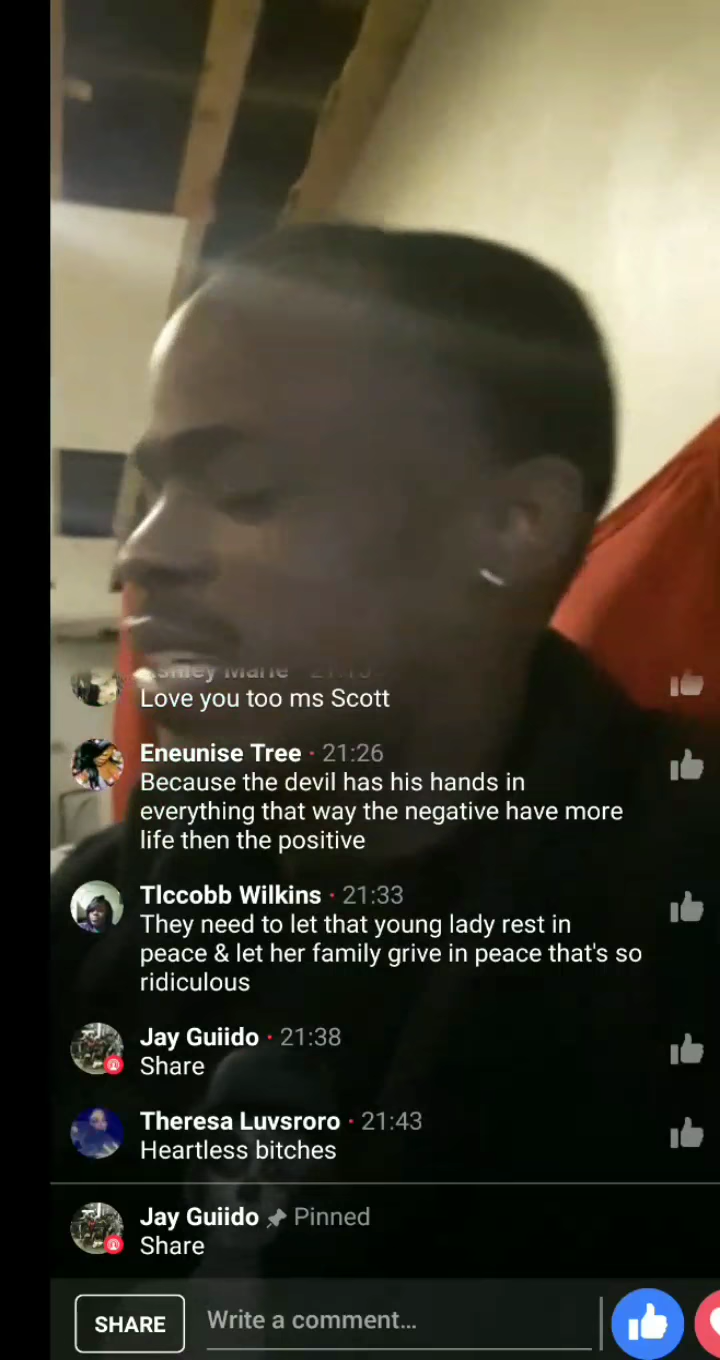 Love you too ms Scott
Eneunise Tree · 21:26
Because the devil has his hands in
everything that way the negative have more
life then the positive
Tlccobb Wilkins · 21:33
They need to let that young lady rest in
peace & let her family grive in peace that's so
ridiculous
Jay Guiido · 21:38
Share
Theresa Luvsroro · 21:43
Heartless bitches
Jay Guiido Pinned
Share
SHARE Write a comment...